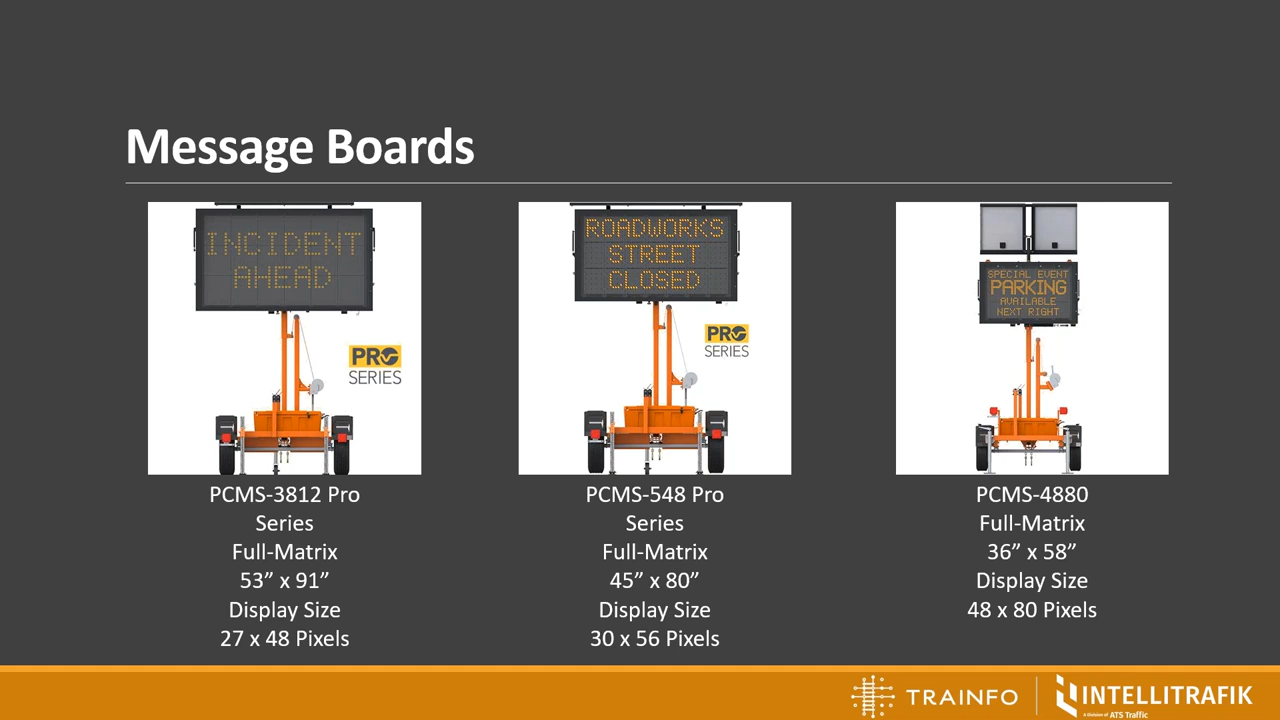 Message Boards
INCIDENT
AHEAD
PRO
SERIES
ROADWORKS
STREET
CLOSED
PRO
SERIES
SPECIAL EVENT
PARKING
AVAILABLE
NEXT RIGHT
PCMS-3812 Pro
Series
Full-Matrix
53” x 91”
Display Size
27 x 48 Pixels
PCMS-548 Pro
Series
Full-Matrix
45” x 80”
Display Size
30 x 56 Pixels
PCMS-4880
Full-Matrix
36” x 58”
Display Size
48 x 80 Pixels
TRAINFO
INTELLITRAFIK
A Division of ATS Traffic